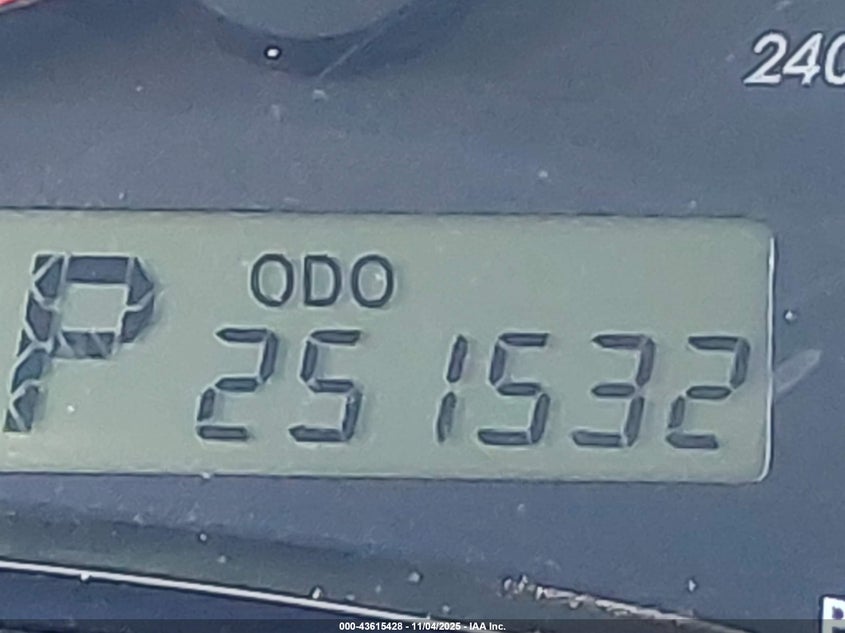 240
P ODO
251532
000-43615428 - 11/04/2025 - IAA Inc.